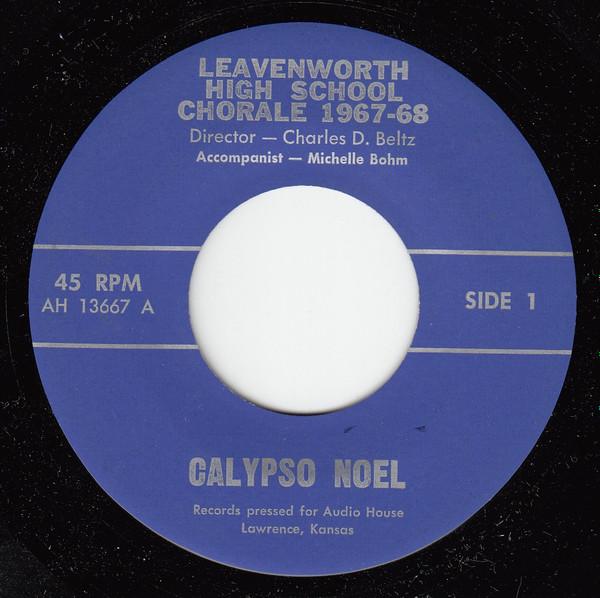 LEAVENWORTH
HIGH SCHOOL
CHORALE 1967-68
Director — Charles D. Beltz
Accompanist — Michelle Bohm
45 RPM
AH 13667 A
SIDE 1
CALYPSO NOEL
Records pressed for Audio House
Lawrence, Kansas